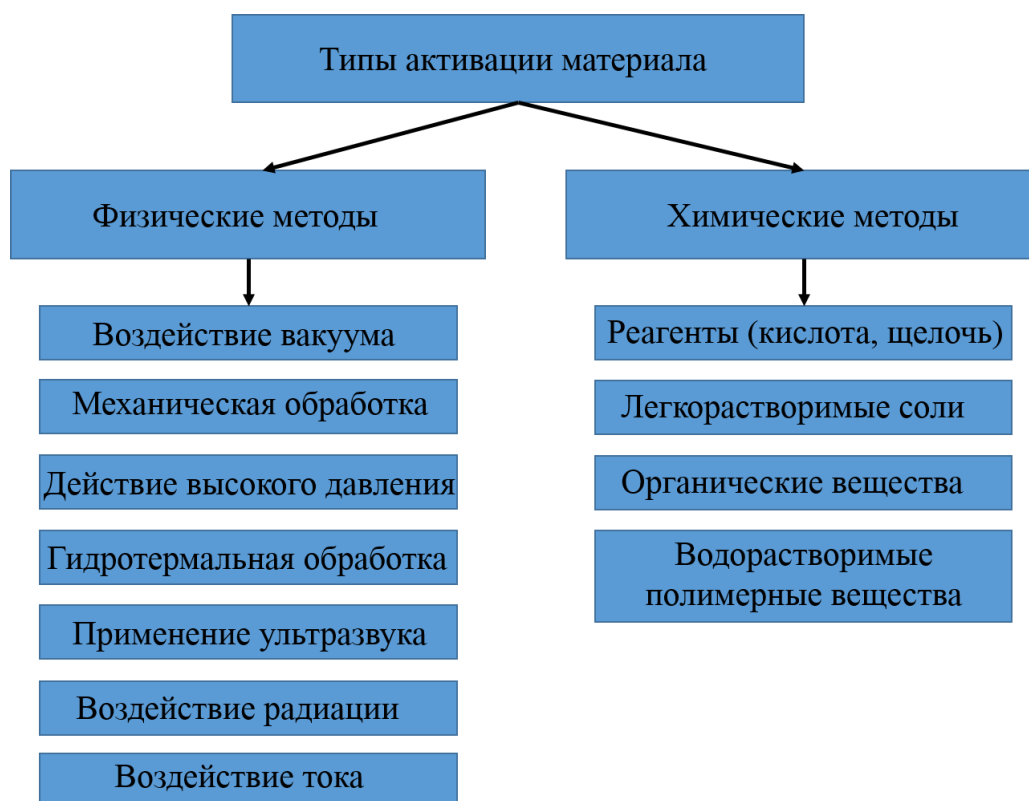 Типы активации материала
Физические методы
Химические методы
Воздействие вакуума
Механическая обработка
Действие высокого давления
Гидротермальная обработка
Применение ультразвука
Воздействие радиации
Воздействие тока
Реагенты (кислота, щелочь)
Легкорастворимые соли
Органические вещества
Водорастворимые
полимерные вещества